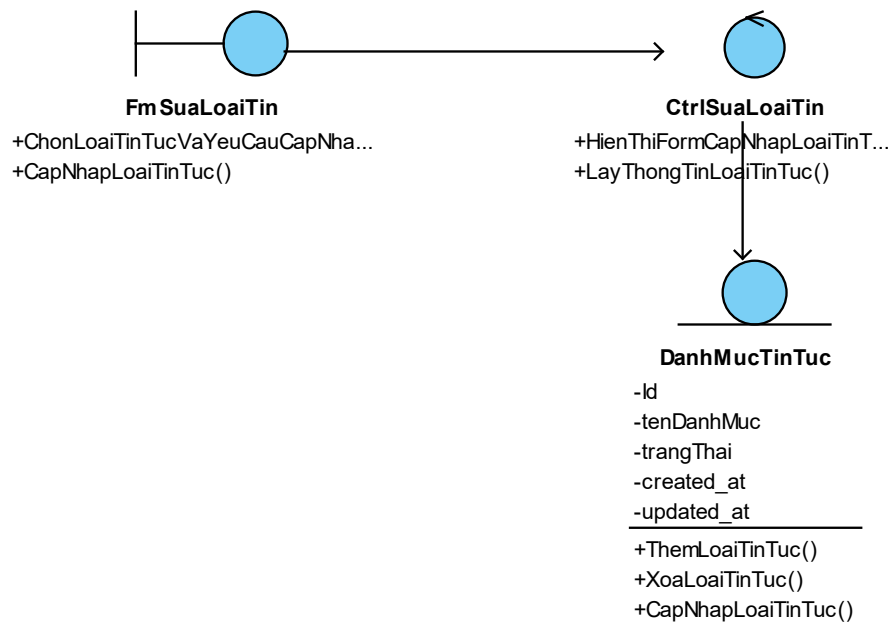 FmSuaLoaiTin
+ChonLoaiTinTucVaYeuCauCapNha...
+CapNhapLoaiTinTuc()
CtrlSuaLoaiTin
+HienThiFormCapNhapLoaiTinT...
+LayThongTinLoaiTinTuc()
DanhMucTinTuc
-Id
-tenDanhMuc
-trangThai
-created_at
-updated_at
+ThemLoaiTinTuc()
+XoaLoaiTinTuc()
+CapNhapLoaiTinTuc()